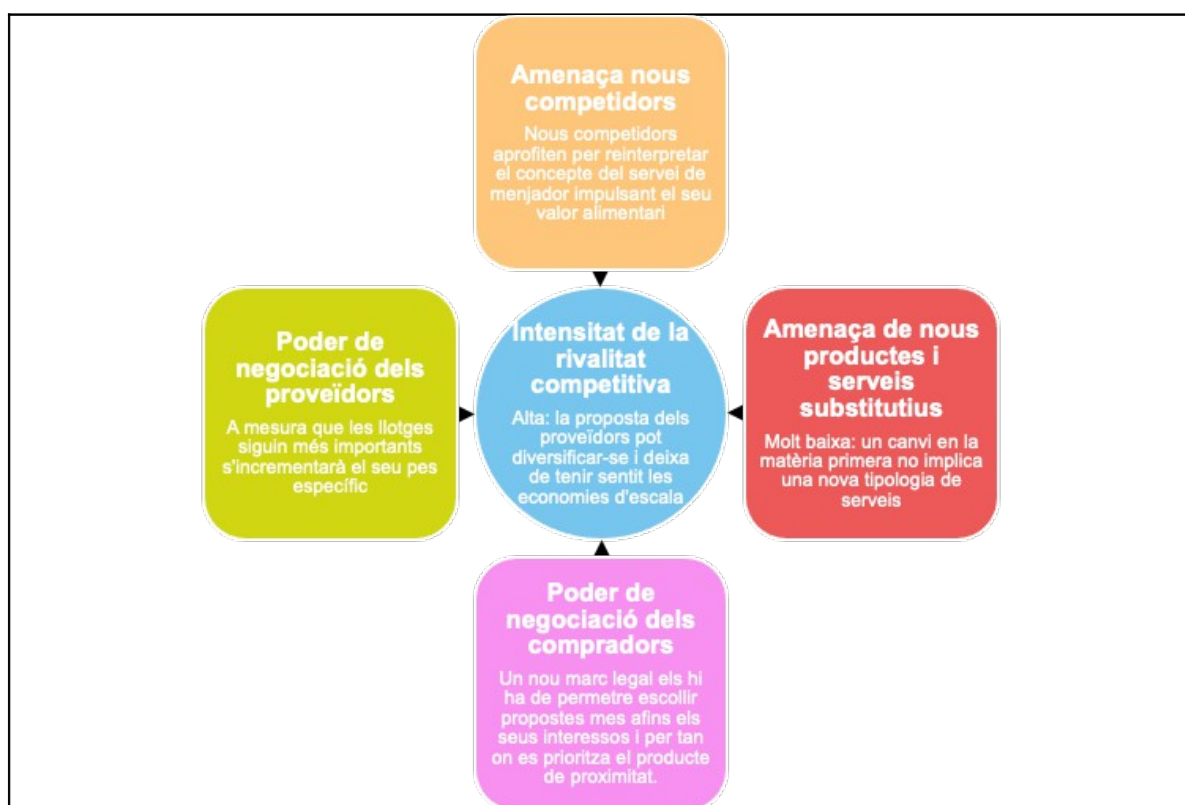 Amenaça nous
competidors
Nous competidors
aprofiten per reinterpretar
el concepte del servei de
menjador impulsant el seu
valor alimentari
Poder de
negociació dels
proveïdors
A mesura que les llotges
siguin més importants
s'incrementarà el seu pes
específic
Intensitat de la
rivalitat
competitiva
Alta: la proposta dels
proveïdors pot
diversificar-se i deixa
de tenir sentit les
economies d'escala
Amenaça de nous
productes i
serveis
substitutius
Molt baixa: un canvi en la
matèria primera no implica
una nova tipologia de
serveis
Poder de
negociació dels
compradors
Un nou marc legal els hi
ha de permetre escollir
propostes mes afins els
seus interessos i per tan
on es prioritza el producte
de proximitat.